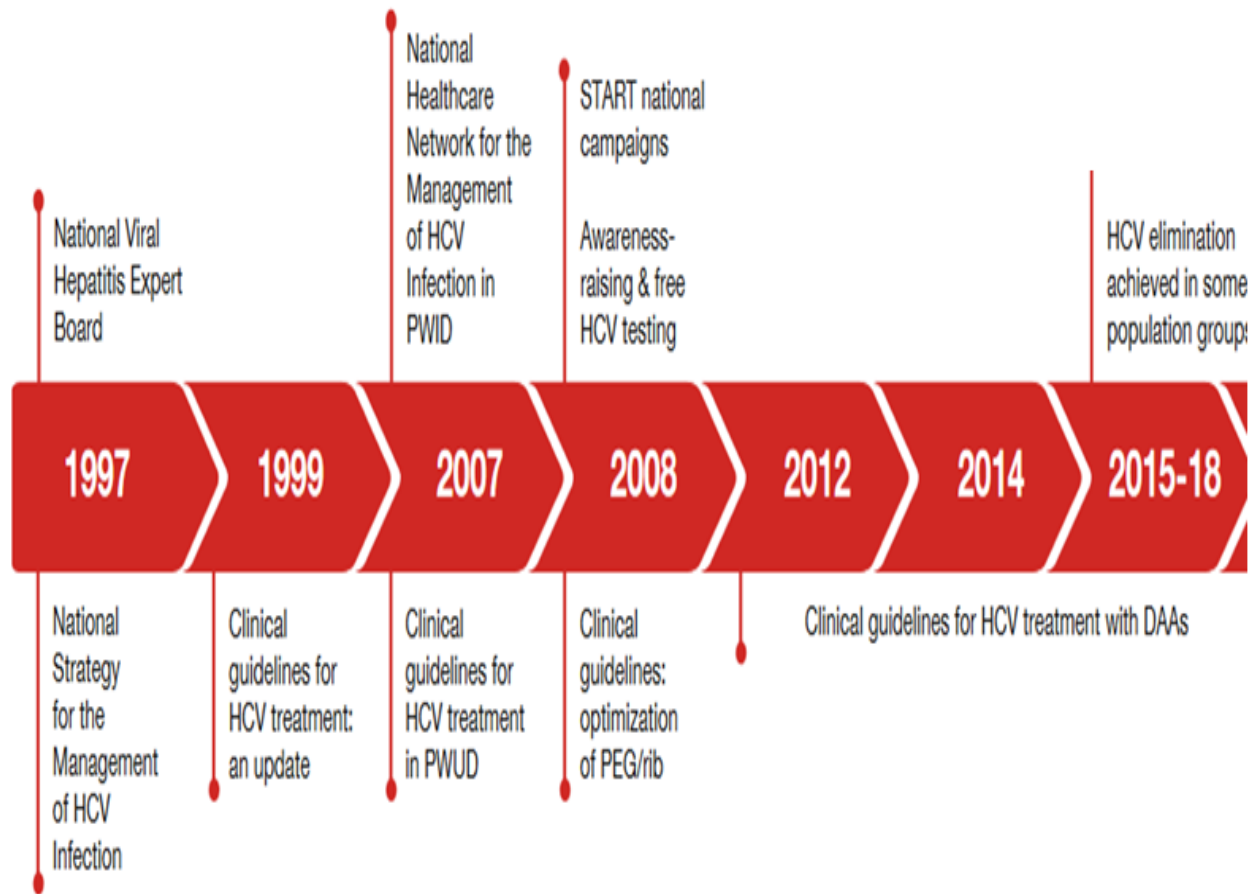 National
Healthcare
Network for the
Management
of HCV
Infection in
PWID
START national
campaigns
Awareness-
raising & free
HCV testing
National Viral
Hepatitis Expert
Board
HCV elimination
achieved in some
population groups
1997
1999
2007
2008
2012
2014
2015-18
National
Strategy
for the
Management
of HCV
Infection
Clinical
guidelines for
HCV treatment:
an update
Clinical
guidelines for
HCV treatment
in PWUD
Clinical
guidelines:
optimization
of PEG/rib
Clinical guidelines for HCV treatment with DAAs